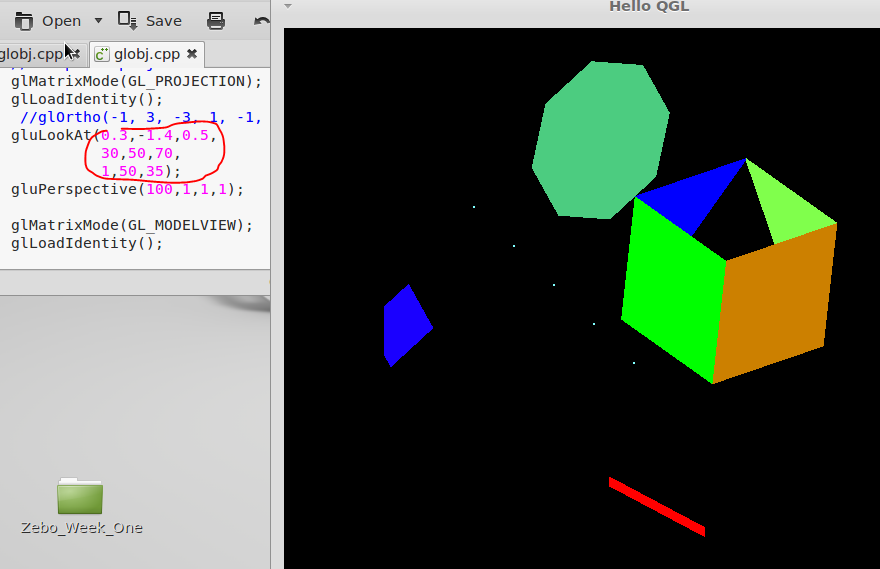 Open
Save
Hello QGL
globj.cpp
globj.cpp
glMatrixMode(GL_PROJECTION);
glLoadIdentity();
//glOrtho(-1, 3, -3, 1, -1,
gluLookAt(0.3,-1.4,0.5,
30,50,70,
1,50,35);
gluPerspective(100,1,1,1);
glMatrixMode(GL_MODELVIEW);
glLoadIdentity();
Zebo_Week_One